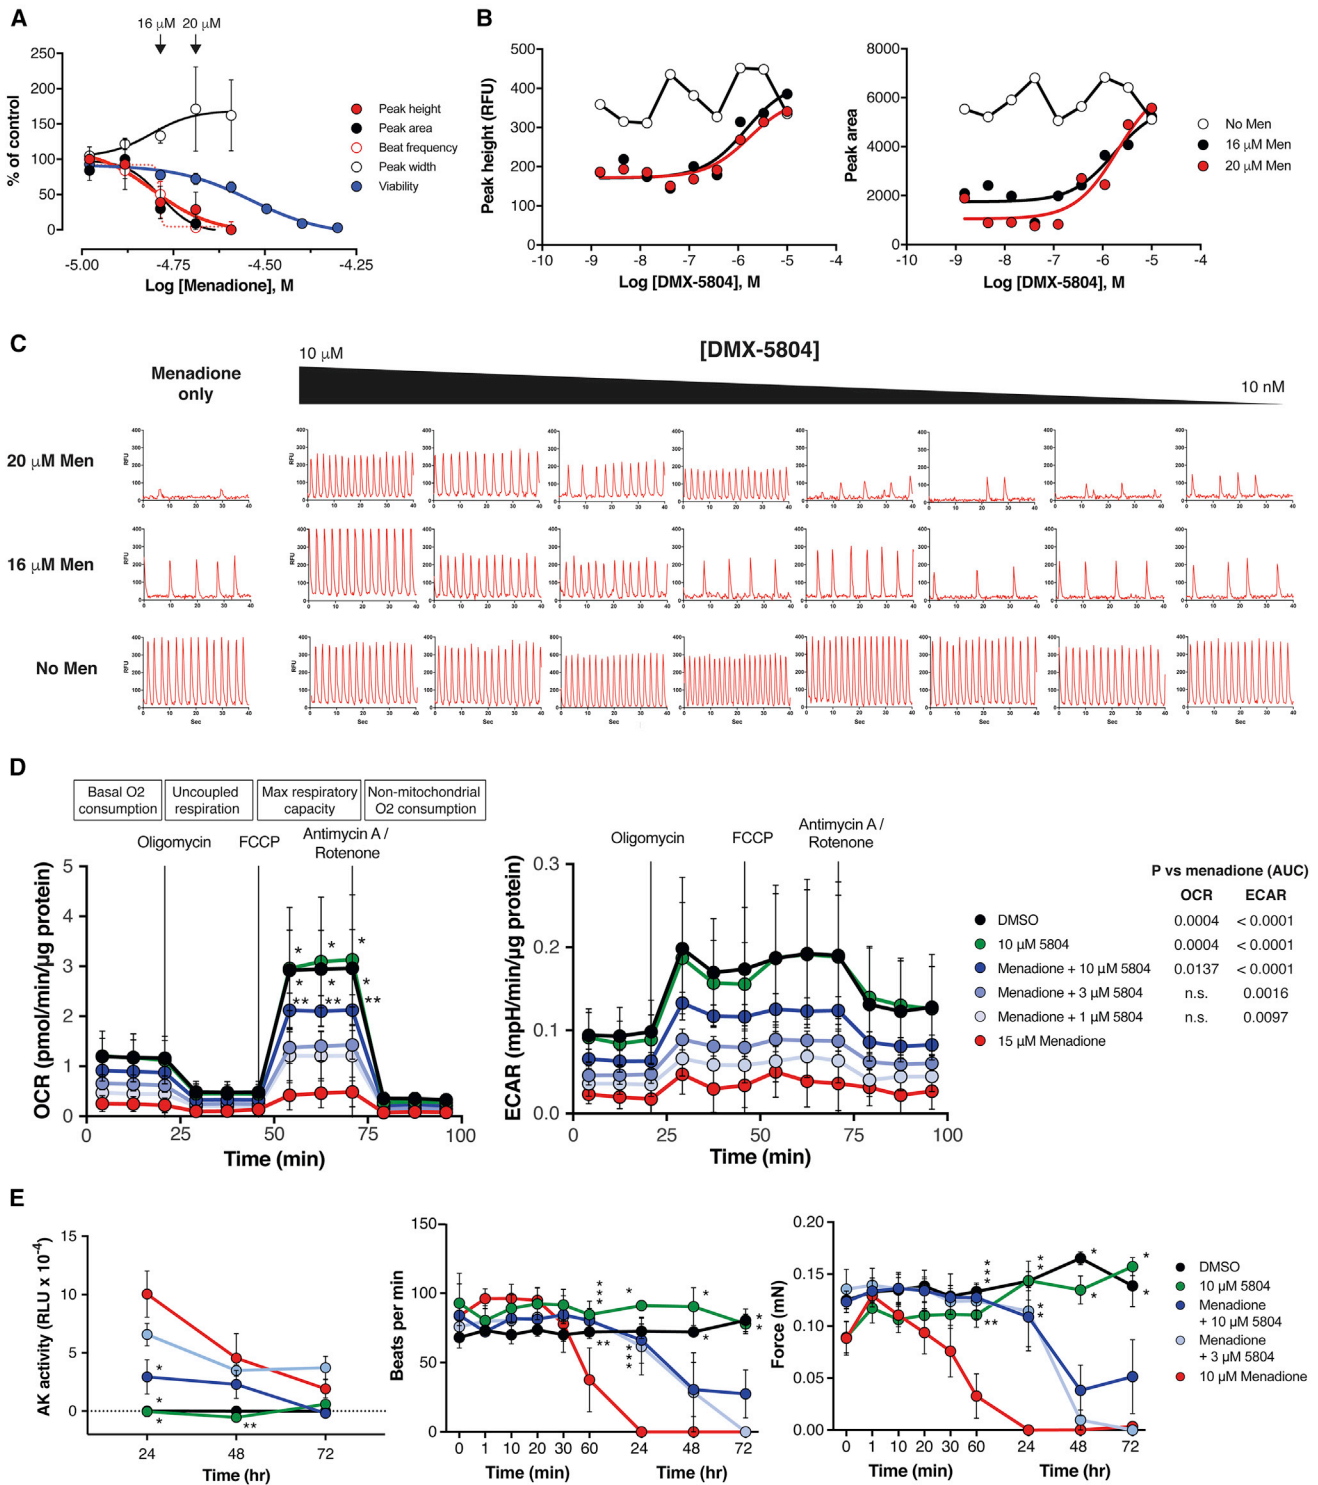 A
16 μM
20 μM
250
200
150
100
50
0
% of control
-5.00
-4.75
-4.50
-4.25
Log [Menadione], M
Peak height
Peak area
Beat frequency
Peak width
Viability
B
500
400
300
200
100
0
Peak height (RFU)
-10
-9
-8
-7
-6
-5
-4
Log [DMX-5804], M
8000
6000
4000
2000
0
Peak area
-10
-9
-8
-7
-6
-5
-4
Log [DMX-5804], M
No Men
16 μM Men
20 μM Men
C
Menadione
only
10 μM
[DMX-5804]
10 nM
20 μM Men
16 μM Men
No Men
RFU
400
300
200
100
0
0
10
20
30
40
Sec
D
Basal O2
consumption
Uncoupled
respiration
Max respiratory
capacity
Non-mitochondrial
O2 consumption
Oligomycin
FCCP
Antimycin A /
Rotenone
OCR (pmol/min/μg protein)
5
4
3
2
1
0
0
25
50
75
100
Time (min)
* * * * *
* * *
** ** **
Oligomycin
FCCP
Antimycin A /
Rotenone
ECAR (mpH/min/μg protein)
0.3
0.2
0.1
0.0
0
25
50
75
100
Time (min)
P vs menadione (AUC)
OCR ECAR
DMSO 0.0004 < 0.0001
10 μM 5804 0.0004 < 0.0001
Menadione + 10 μM 5804 0.0137 < 0.0001
Menadione + 3 μM 5804 n.s. 0.0016
Menadione + 1 μM 5804 n.s. 0.0097
15 μM Menadione
E
AK activity (RLU x 10-4)
15
10
5
0
24
48
72
Time (hr)
Beats per min
150
100
50
0
0
1
10
20
30
60
24
48
72
Time (min)
Time (hr)
Force (mN)
0.20
0.15
0.10
0.05
0.00
0
1
10
20
30
60
24
48
72
Time (min)
Time (hr)
DMSO
10 μM 5804
Menadione
+ 10 μM 5804
Menadione
+ 3 μM 5804
10 μM Menadione